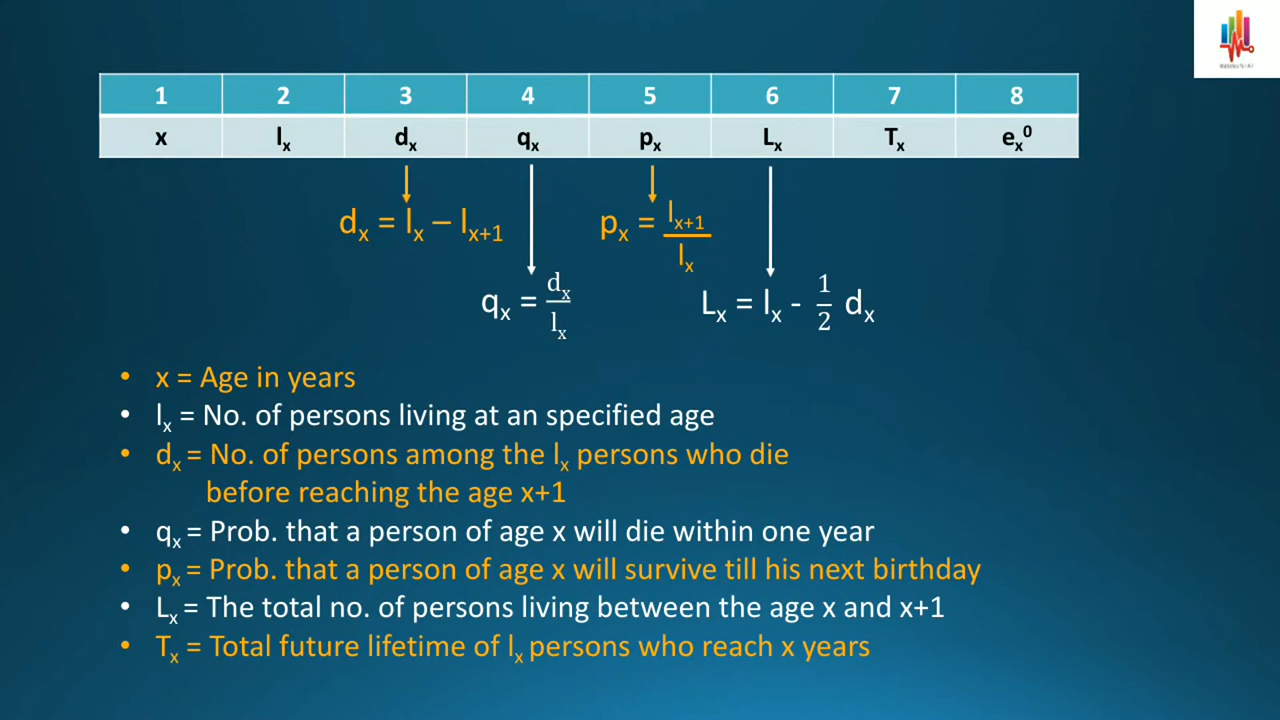 1 2 3 4 5 6 7 8
x lₓ dₓ qₓ pₓ Lₓ Tₓ eₓ⁰
dₓ = lₓ – lₓ₊₁
pₓ = lₓ₊₁/lₓ
qₓ = dₓ/lₓ
Lₓ = lₓ - 1/2 dₓ
• x = Age in years
• lₓ = No. of persons living at an specified age
• dₓ = No. of persons among the lₓ persons who die
before reaching the age x+1
• qₓ = Prob. that a person of age x will die within one year
• pₓ = Prob. that a person of age x will survive till his next birthday
• Lₓ = The total no. of persons living between the age x and x+1
• Tₓ = Total future lifetime of lₓ persons who reach x years